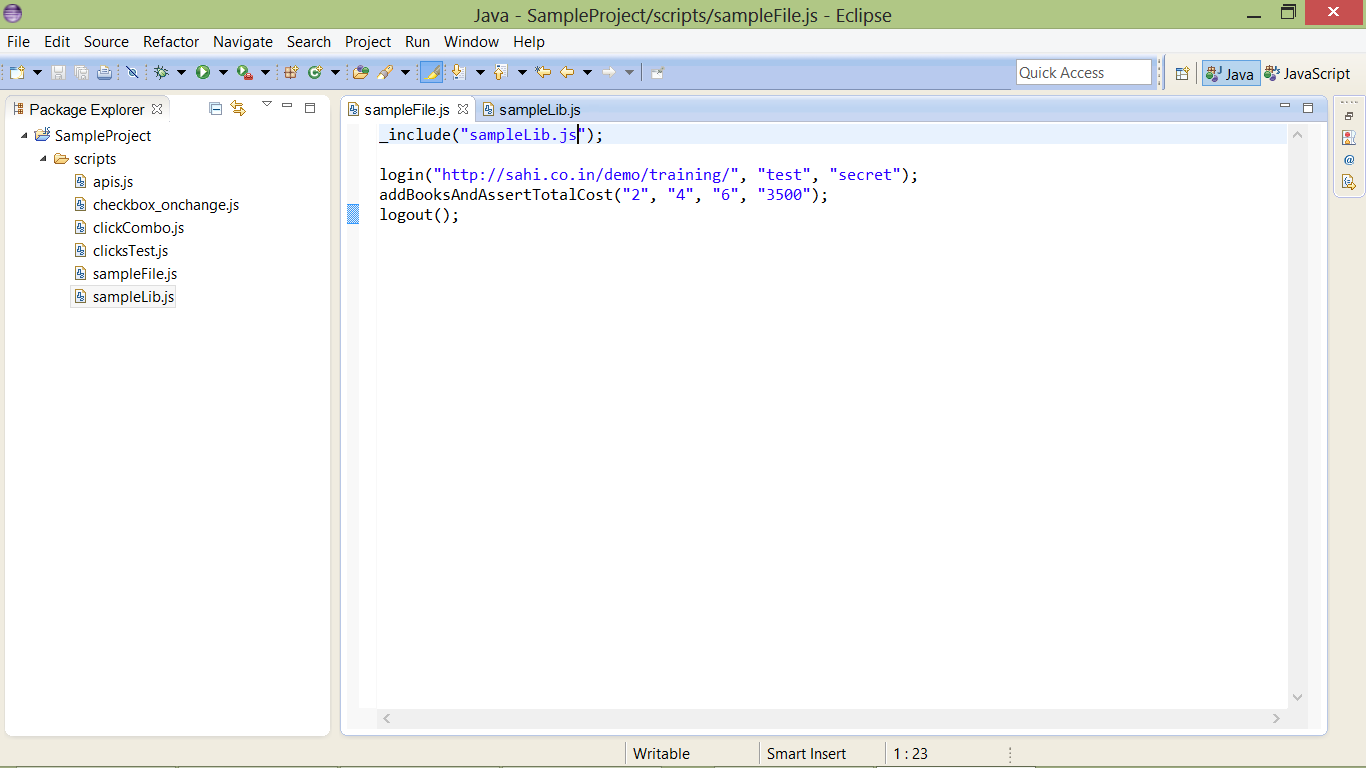 Java - SampleProject/scripts/sampleFile.js - Eclipse
File Edit Source Refactor Navigate Search Project Run Window Help
Quick Access
Java
JavaScript
Package Explorer
SampleProject
scripts
apis.js
checkbox_onchange.js
clickCombo.js
clicksTest.js
sampleFile.js
sampleLib.js
sampleFile.js
sampleLib.js
_include("sampleLib.js");
login("http://sahi.co.in/demo/training/", "test", "secret");
addBooksAndAssertTotalCost("2", "4", "6", "3500");
logout();
Writable
Smart Insert
1 : 23